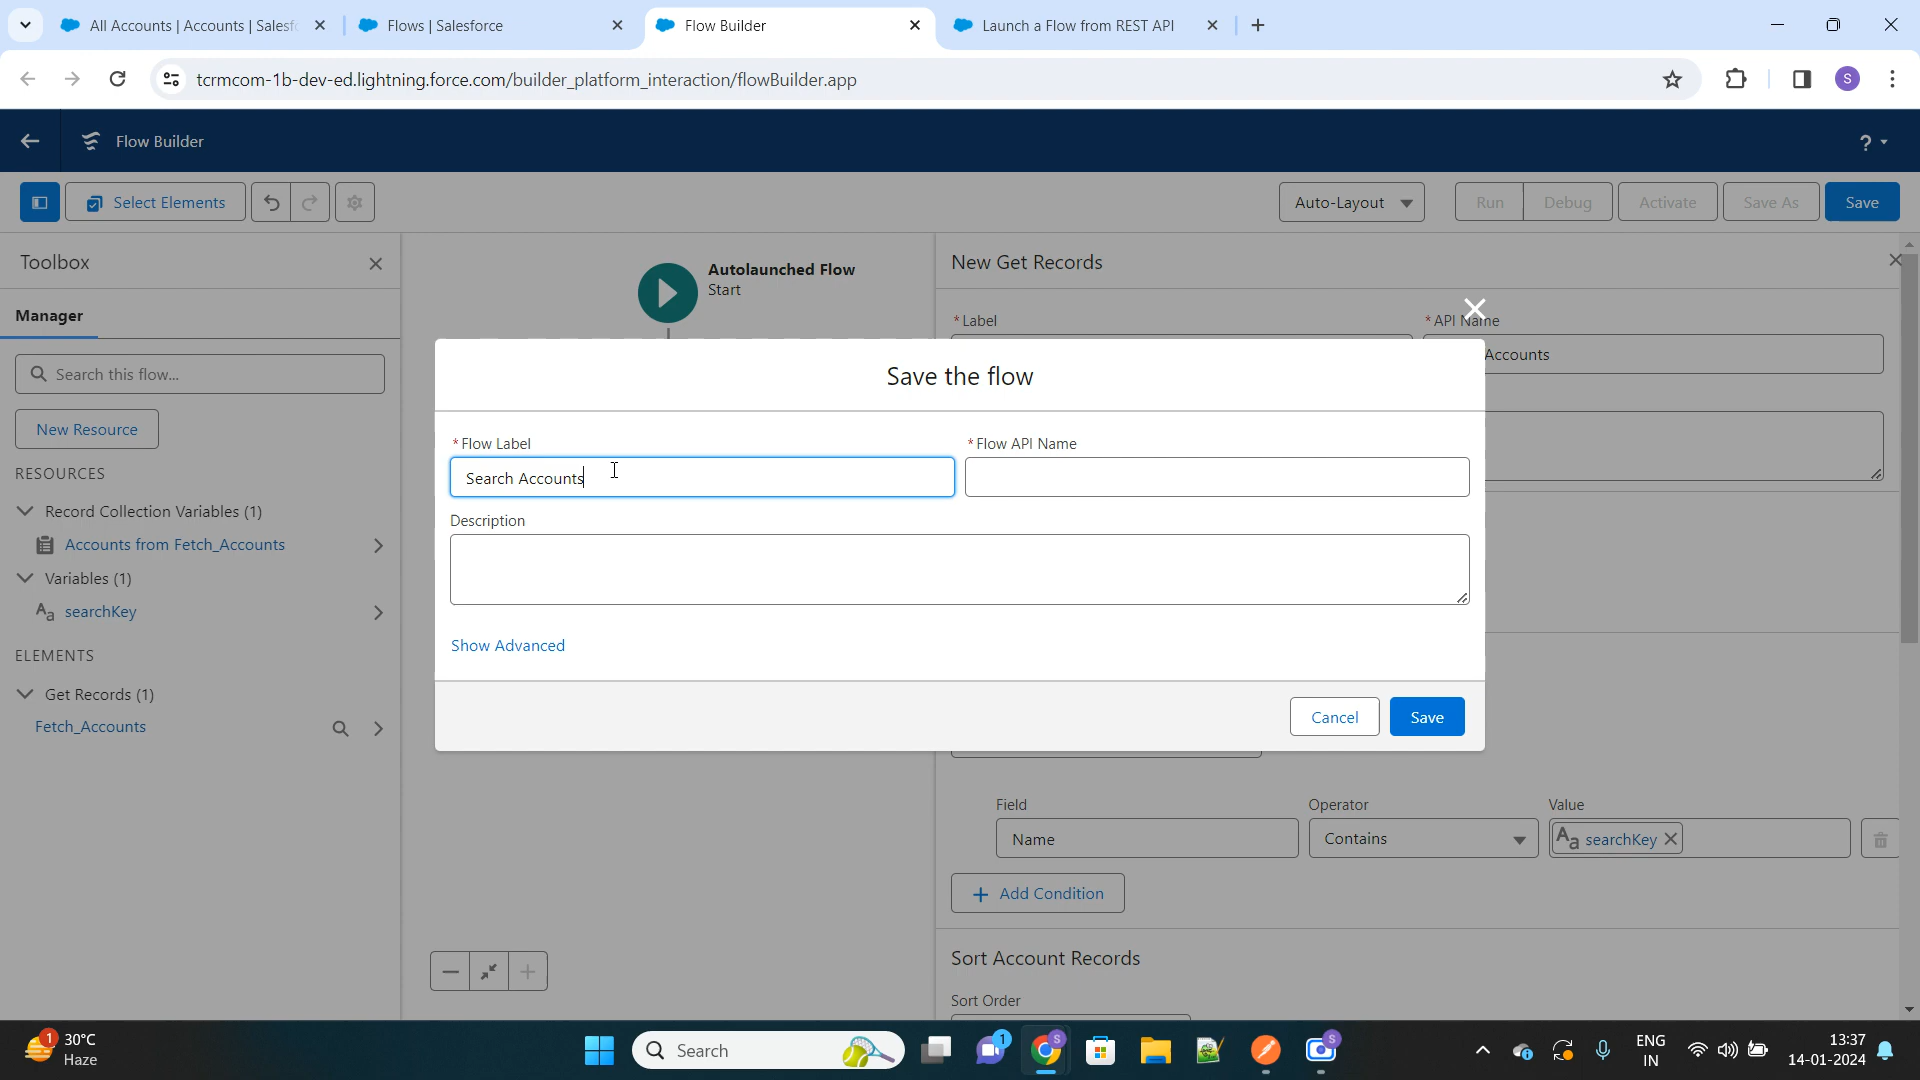 All Accounts | Accounts | Salesf
Flows | Salesforce
Flow Builder
Launch a Flow from REST API
tcrmcom-1b-dev-ed.lightning.force.com/builder_platform_interaction/flowBuilder.app
S
Flow Builder
?
Select Elements
Auto-Layout
Run
Debug
Activate
Save As
Save
Toolbox
Manager
Search this flow...
New Resource
RESOURCES
Record Collection Variables (1)
Accounts from Fetch_Accounts
Variables (1)
Aa searchKey
ELEMENTS
Get Records (1)
Fetch_Accounts
Autolaunched Flow
Start
New Get Records
* Label
* API Name
Accounts
Save the flow
* Flow Label
Search Accounts
* Flow API Name
Description
Show Advanced
Cancel
Save
Field
Operator
Value
Name
Contains
Aa searchKey
Add Condition
Sort Account Records
Sort Order
1
30°C
Haze
Search
1
S
S
ENG
IN
13:37
14-01-2024